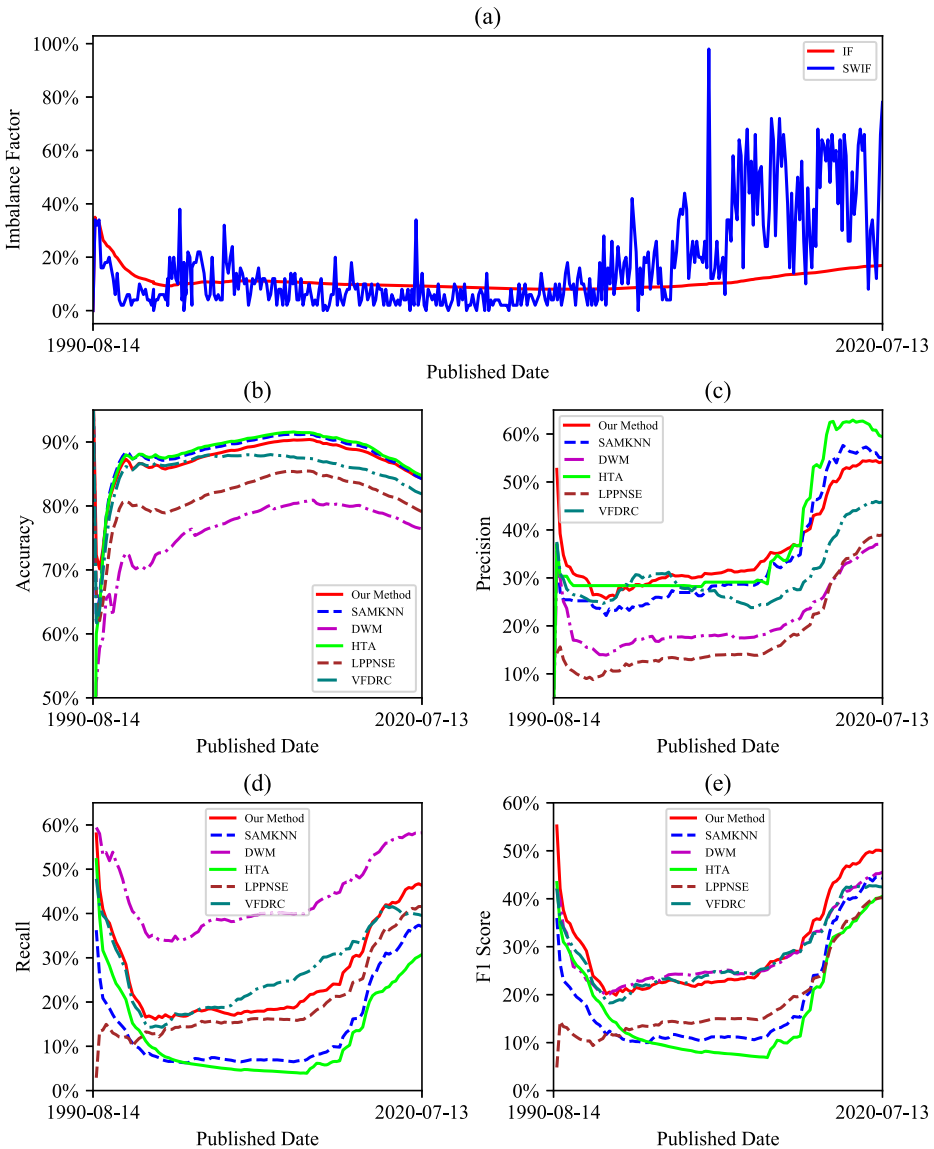 (a)
100%
80%
60%
40%
20%
0%
Imbalance Factor
IF
SWIF
1990-08-14
2020-07-13
Published Date
(b)
90%
80%
70%
60%
50%
Accuracy
Our Method
SAMKNN
DWM
HTA
LPPNSE
VFDRC
1990-08-14
2020-07-13
Published Date
(c)
60%
50%
40%
30%
20%
10%
Precision
Our Method
SAMKNN
DWM
HTA
LPPNSE
VFDRC
1990-08-14
2020-07-13
Published Date
(d)
60%
50%
40%
30%
20%
10%
0%
Recall
Our Method
SAMKNN
DWM
HTA
LPPNSE
VFDRC
1990-08-14
2020-07-13
Published Date
(e)
60%
50%
40%
30%
20%
10%
0%
F1 Score
Our Method
SAMKNN
DWM
HTA
LPPNSE
VFDRC
1990-08-14
2020-07-13
Published Date